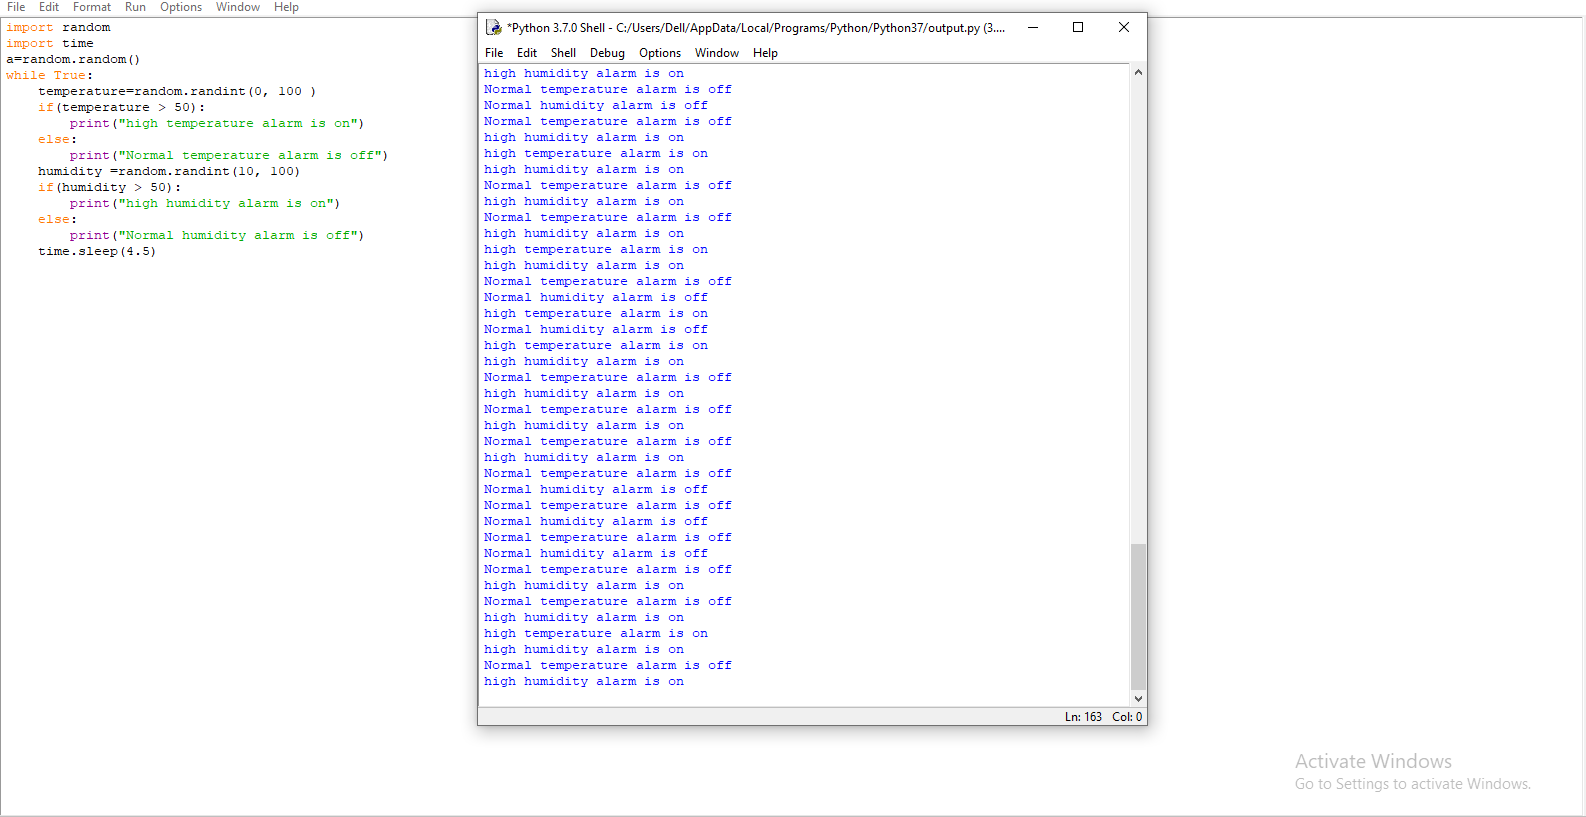 File Edit Format Run Options Window Help
import random
import time
a=random.random()
while True:
    temperature=random.randint(0, 100 )
    if(temperature > 50):
        print("high temperature alarm is on")
    else:
        print("Normal temperature alarm is off")
    humidity =random.randint(10, 100)
    if(humidity > 50):
        print("high humidity alarm is on")
    else:
        print("Normal humidity alarm is off")
    time.sleep(4.5)
*Python 3.7.0 Shell - C:/Users/Dell/AppData/Local/Programs/Python/Python37/output.py (3....
File Edit Shell Debug Options Window Help
high humidity alarm is on
Normal temperature alarm is off
Normal humidity alarm is off
Normal temperature alarm is off
high humidity alarm is on
high temperature alarm is on
high humidity alarm is on
Normal temperature alarm is off
high humidity alarm is on
Normal temperature alarm is off
high humidity alarm is on
high temperature alarm is on
high humidity alarm is on
Normal temperature alarm is off
Normal humidity alarm is off
high temperature alarm is on
Normal humidity alarm is off
high temperature alarm is on
high humidity alarm is on
Normal temperature alarm is off
high humidity alarm is on
Normal temperature alarm is off
high humidity alarm is on
Normal temperature alarm is off
high humidity alarm is on
Normal temperature alarm is off
Normal humidity alarm is off
Normal temperature alarm is off
Normal humidity alarm is off
Normal temperature alarm is off
Normal humidity alarm is off
Normal temperature alarm is off
high humidity alarm is on
Normal temperature alarm is off
high humidity alarm is on
high temperature alarm is on
high humidity alarm is on
Normal temperature alarm is off
high humidity alarm is on
Ln: 163 Col: 0
Activate Windows
Go to Settings to activate Windows.